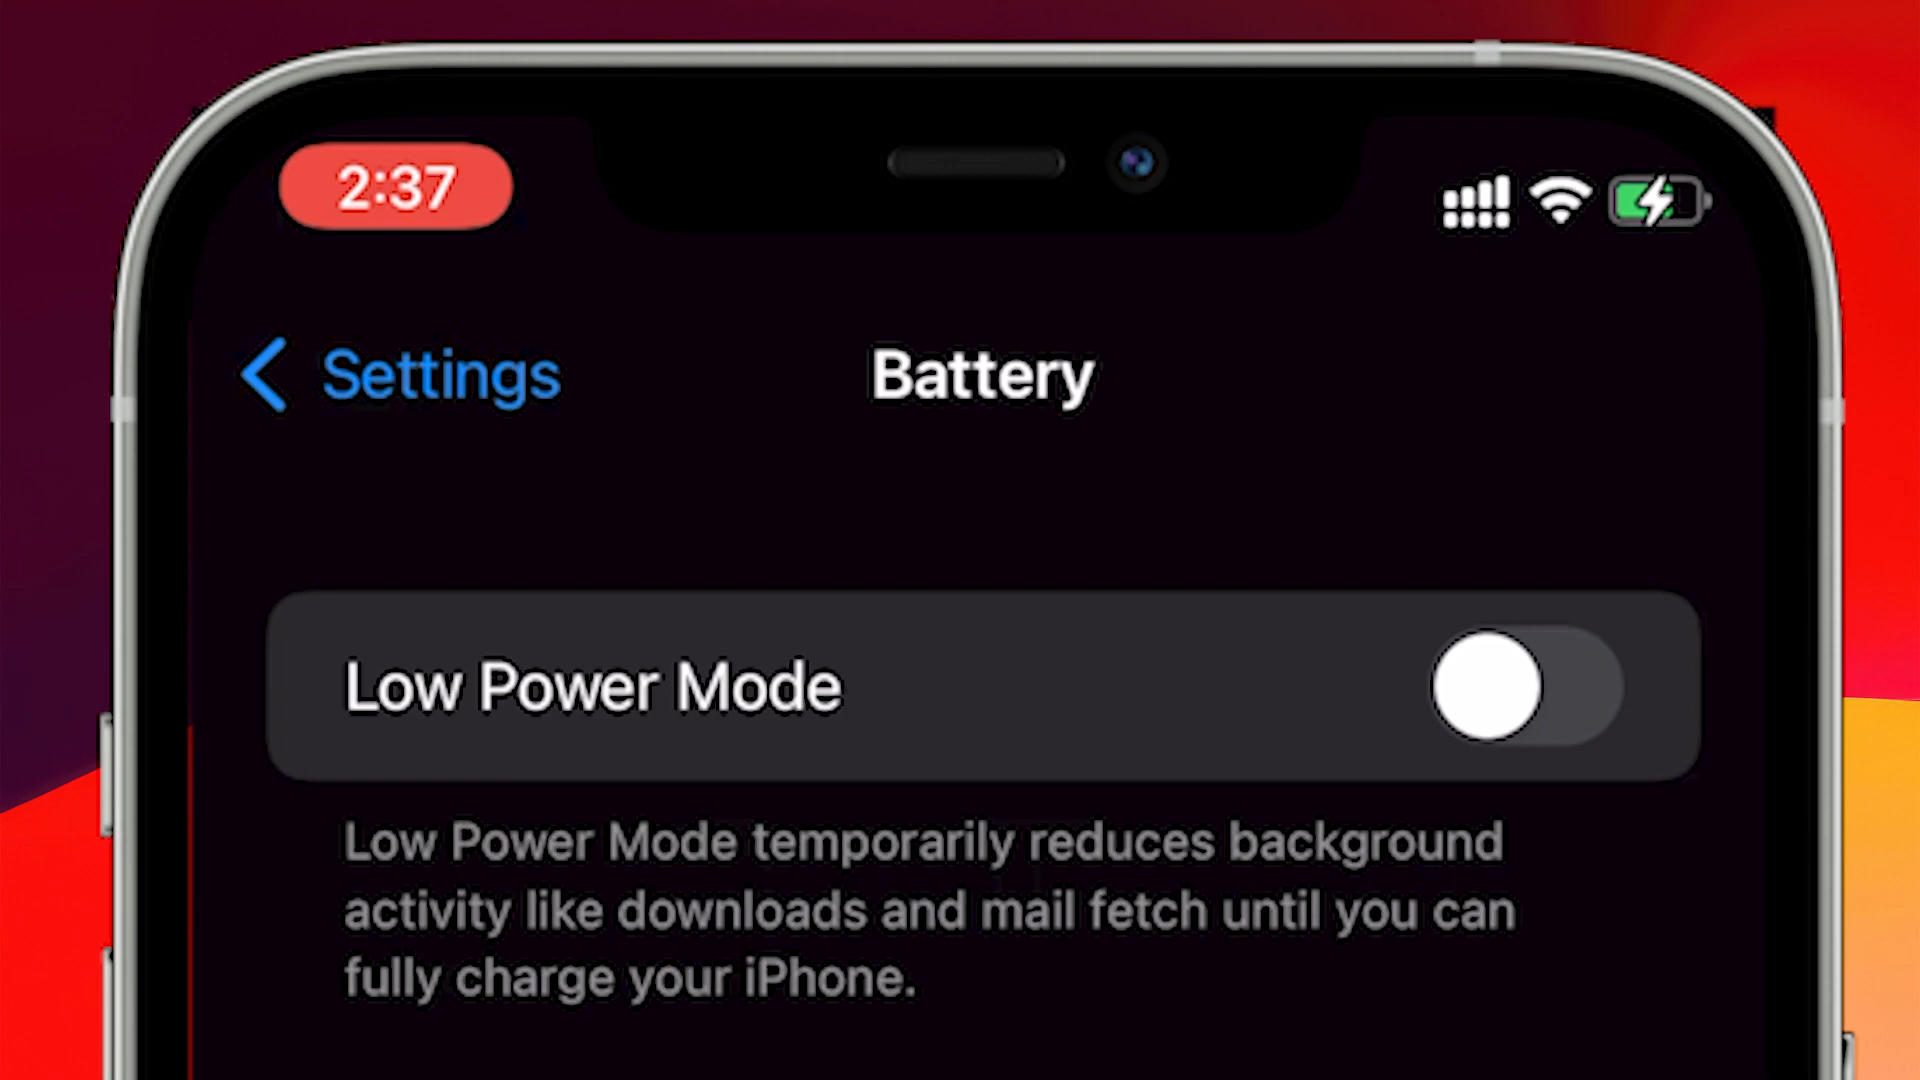 2:37
Settings
Battery
Low Power Mode
Low Power Mode temporarily reduces background
activity like downloads and mail fetch until you can
fully charge your iPhone.